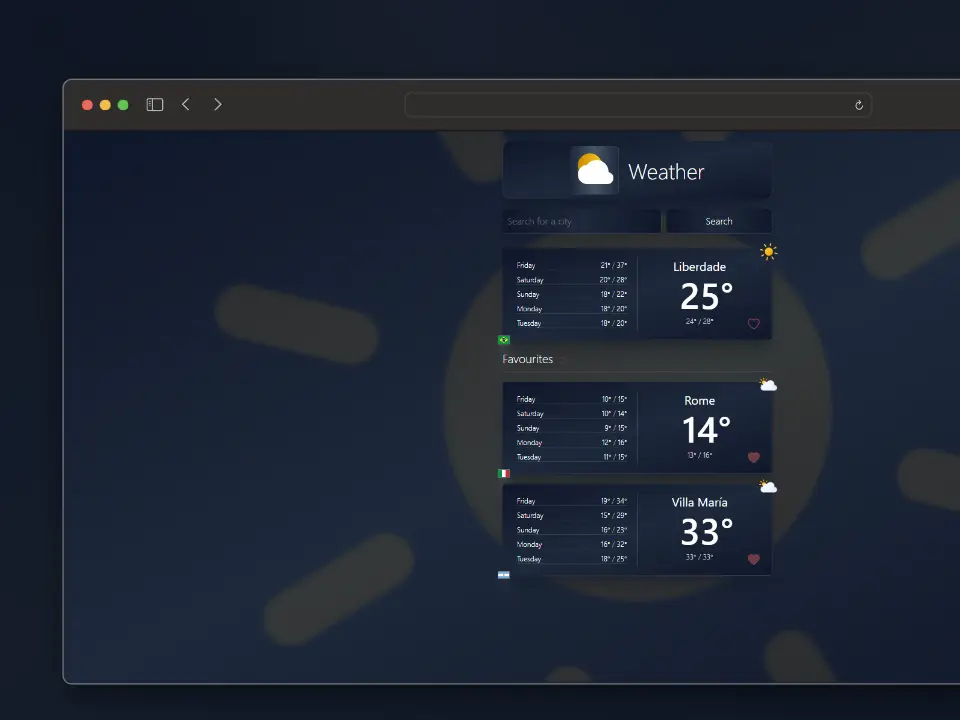 Weather
Search for a city
Search
Friday 21° / 37°
Saturday 20° / 28°
Sunday 18° / 22°
Monday 18° / 20°
Tuesday 18° / 20°
Liberdade
25°
24° / 28°
Favourites
Friday 10° / 15°
Saturday 10° / 14°
Sunday 9° / 15°
Monday 12° / 16°
Tuesday 11° / 15°
Rome
14°
13° / 16°
Friday 19° / 34°
Saturday 15° / 29°
Sunday 16° / 23°
Monday 16° / 32°
Tuesday 18° / 25°
Villa María
33°
33° / 33°